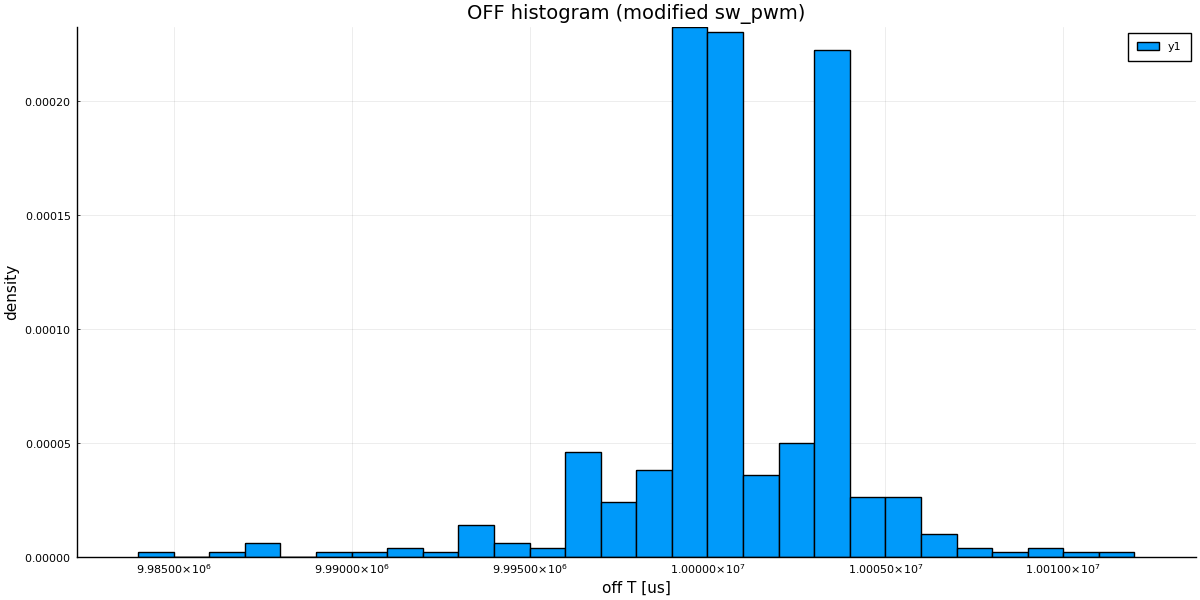 OFF histogram (modified sw_pwm)
y1
density
0.00020
0.00015
0.00010
0.00005
0.00000
9.98500×10⁶ 9.99000×10⁶ 9.99500×10⁶ 1.00000×10⁷ 1.00500×10⁷ 1.00100×10⁷
off T [us]